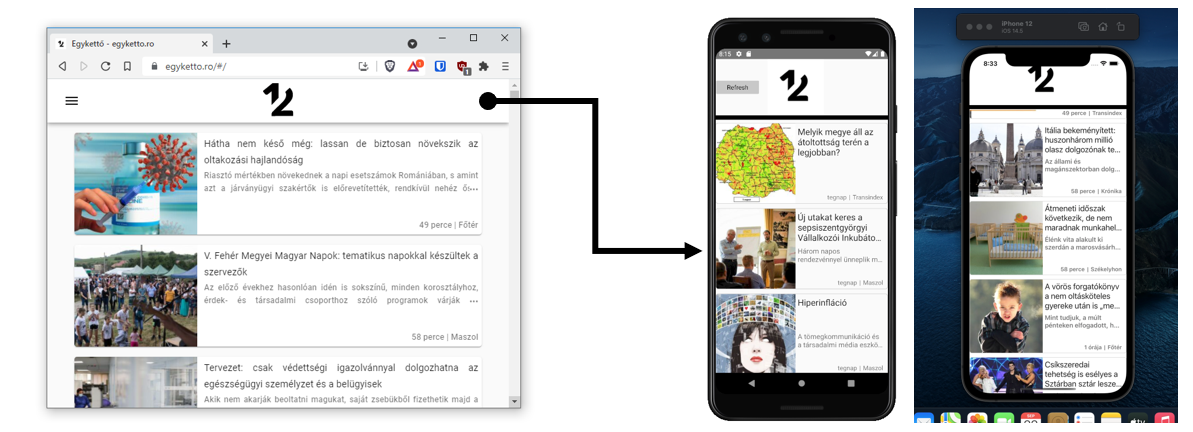 Egykettő - egyketto.ro
egyketto.ro/#/
1
12
Hátha nem késő még: lassan de biztosan növekszik az
oltakozási hajlandóság
Riasztó mértékben növekednek a napi esetszámok Romániában, s amint
azt a járványügyi szakértők is előrevetítették, rendkívül nehéz ős...
49 perce | Főtér
V. Fehér Megyei Magyar Napok: tematikus napokkal készültek a
szervezők
Az előző évekhez hasonlóan idén is sokszínű, minden korosztályhoz,
érdek- és társadalmi csoporthoz szóló programok várják ...
58 perce | Maszol
Tervezet: csak védettségi igazolvánnyal dolgozhatna az
egészségügyi személyzet és a belügyisek
Akik nem akarják beoltatni magukat, saját zsebükből fizethetik majd a
8:15
Refresh
12
Melyik megye áll az
átoltottság terén a
legjobban?
tegnap | Transindex
Új utakat keres a
sepsiszentgyörgyi
Vállalkozói Inkubáto...
Három napos
rendezvénnyel ünneplik m...
tegnap | Maszol
Hiperinfláció
A tömegkommunikáció és
a társadalmi média eszkö...
tegnap | Maszol
iPhone 12
iOS 14.5
8:33
12
49 perce | Transindex
Itália bekeményített:
huszonhárom millió
olasz dolgozónak te...
Az állami és
magánszektorban dolg...
58 perce | Krónika
Átmeneti időszak
következik, de nem
maradnak munkahel...
Élénk vita alakult ki
szerdán a marosvásárh...
58 perce | Székelyhon
A vörös forgatókönyv
a nem oltásköteles
gyereke után is „me...
Mint tudjuk, a múlt
pénteken elfogadott, h...
1 órája | Főtér
Csíkszeredai
tehetség is esélyes a
Sztárban sztár lesze...
SEP
tv